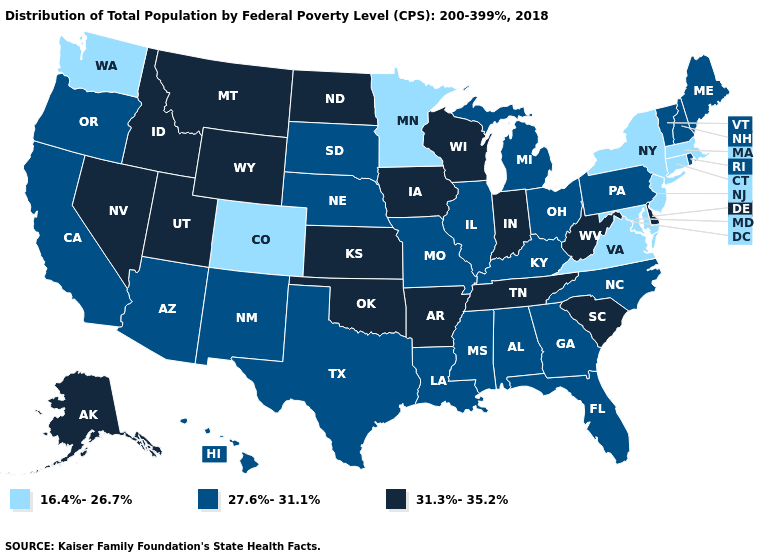 Distribution of Total Population by Federal Poverty Level (CPS): 200-399%, 2018
WA
MT
ND
MN
ME
OR
ID
WY
SD
WI
MI
NY
VT
NH
MA
RI
CT
NJ
DE
MD
DC
NV
UT
CO
NE
IA
IL
IN
OH
PA
WV
VA
CA
KS
MO
KY
NC
TN
SC
AZ
NM
OK
AR
TX
LA
MS
AL
GA
FL
AK
HI
16.4%- 26.7% 27.6%- 31.1% 31.3%- 35.2%
SOURCE: Kaiser Family Foundation's State Health Facts.